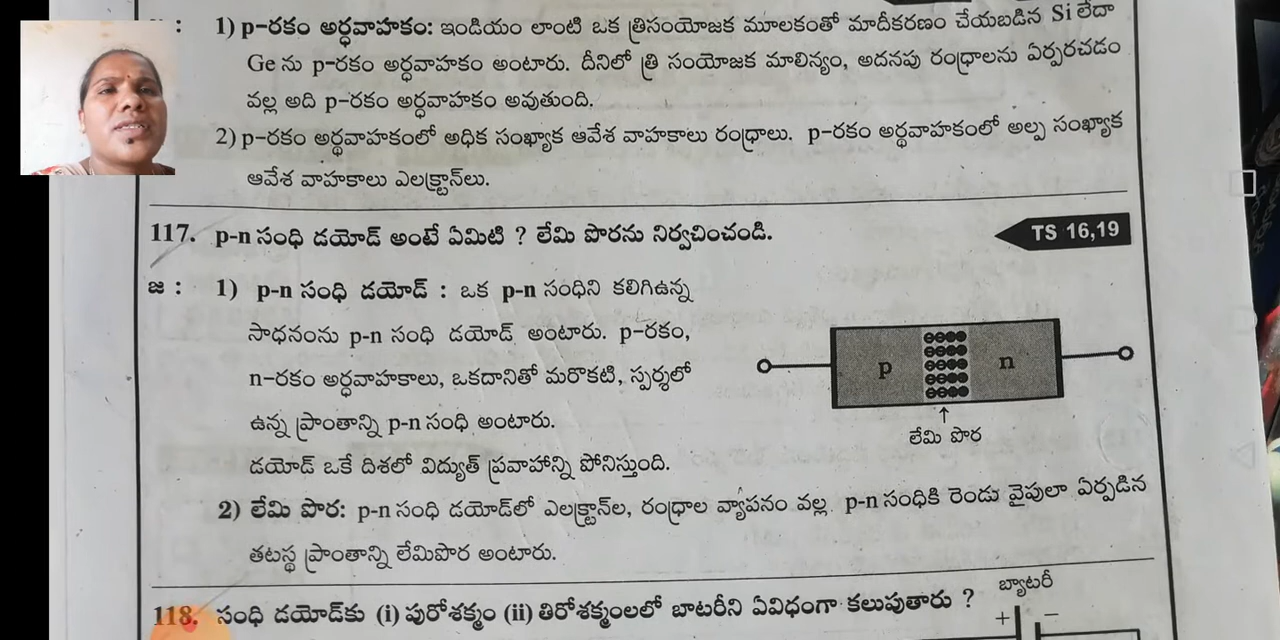 : 1) p-రకం అర్ధవాహకం: ఇండియం లాంటి ఒక త్రిసంయోజక మూలకంతో మాదీకరణం చేయబడిన Si లేదా
Ge ను p-రకం అర్ధవాహకం అంటారు. దీనిలో త్రి సంయోజక మాలిన్యం, అదనపు రంధ్రాలను ఏర్పరచడం
వల్ల అది p-రకం అర్ధవాహకం అవుతుంది.
2) p-రకం అర్థవాహకంలో అధిక సంఖ్యాక ఆవేశ వాహకాలు రంధ్రాలు. p-రకం అర్థవాహకంలో అల్ప సంఖ్యాక
ఆవేశ వాహకాలు ఎలక్ట్రాన్‌లు.
117. p-n సంధి డయోడ్ అంటే ఏమిటి ? లేమి పొరను నిర్వచించండి.
TS 16,19
జ : 1) p-n సంధి డయోడ్ : ఒక p-n సంధిని కలిగిఉన్న
సాధనంను p-n సంధి డయోడ్ అంటారు. p-రకం,
n-రకం అర్ధవాహకాలు, ఒకదానితో మరొకటి, స్పర్శలో
ఉన్న ప్రాంతాన్ని p-n సంధి అంటారు.
డయోడ్ ఒకే దిశలో విద్యుత్ ప్రవాహాన్ని పోనిస్తుంది.
p n
లేమి పొర
2) లేమి పొర: p-n సంధి డయోడ్‌లో ఎలక్ట్రాన్‌ల, రంధ్రాల వ్యాపనం వల్ల p-n సంధికి రెండు వైపులా ఏర్పడిన
తటస్థ ప్రాంతాన్ని లేమిపొర అంటారు.
118. సంధి డయోడ్‌కు (i) పురోశక్మం (ii) తిరోశక్మంలలో బాటరీని ఏవిధంగా కలుపుతారు ?
బ్యాటరీ
+ −